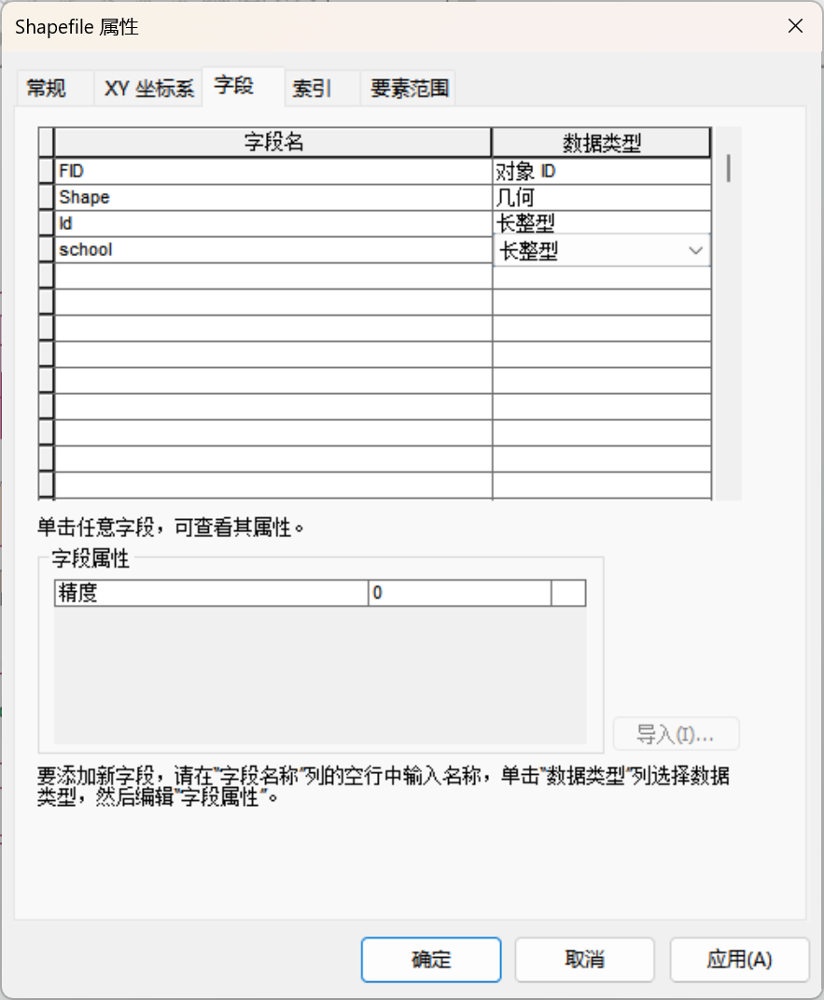 Shapefile 属性
常规 XY 坐标系 字段 索引 要素范围
字段名 数据类型
FID 对象 ID
Shape 几何
Id 长整型
school 长整型
单击任意字段，可查看其属性。
字段属性
精度 0
导入(I)...
要添加新字段，请在“字段名称”列的空行中输入名称，单击“数据类型”列选择数据
类型，然后编辑“字段属性”。
确定 取消 应用(A)